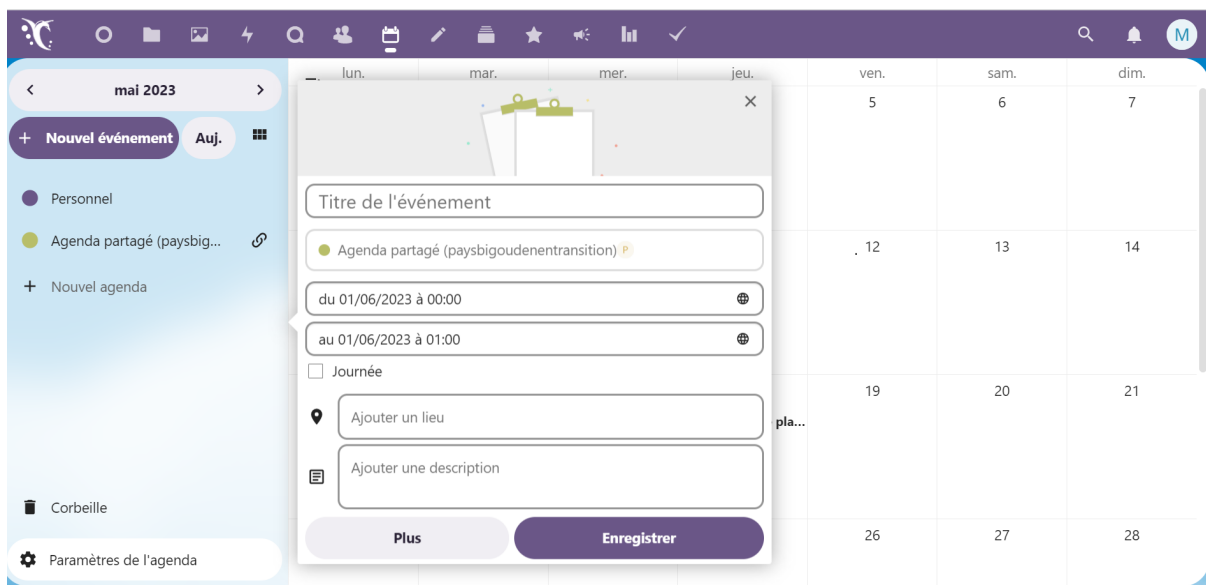 M
lun. mar. mer. jeu. ven. sam. dim.
mai 2023
5 6 7
+ Nouvel événement Auj.
Titre de l'événement
Personnel
Agenda partagé (paysbig...
Agenda partagé (paysbigoudenentransition) P
12 13 14
+ Nouvel agenda
du 01/06/2023 à 00:00
au 01/06/2023 à 01:00
Journée
19 20 21
Ajouter un lieu
pla...
Ajouter une description
Corbeille
Plus Enregistrer
26 27 28
Paramètres de l'agenda